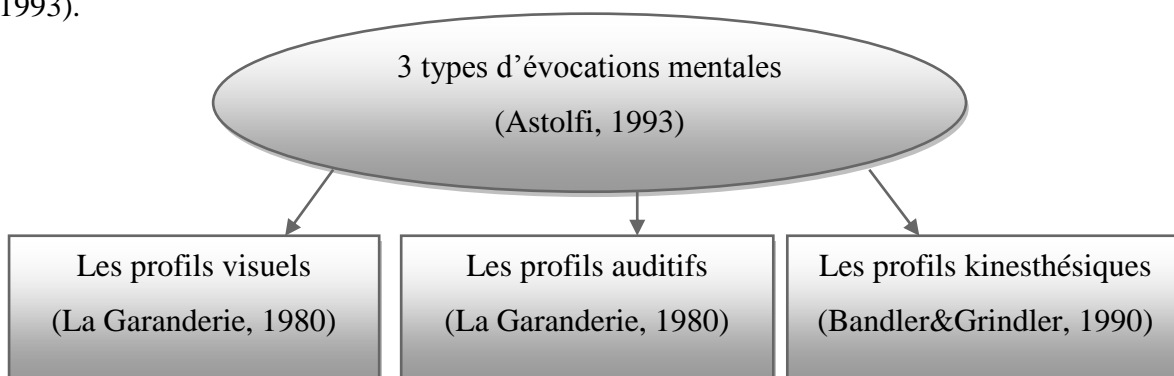 1993).
3 types d’évocations mentales
(Astolfi, 1993)
Les profils visuels
(La Garanderie, 1980)
Les profils auditifs
(La Garanderie, 1980)
Les profils kinesthésiques
(Bandler&Grindler, 1990)